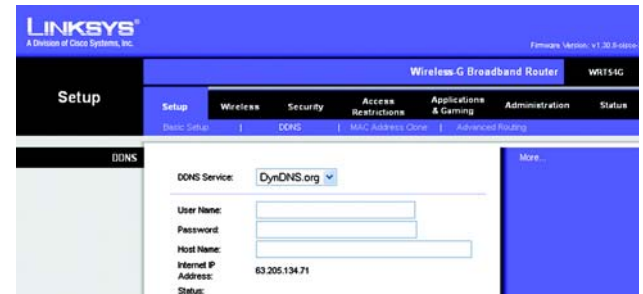 LINKSYS®
A Division of Cisco Systems, Inc.
Firmware Version: v1.30.8-cisco
Wireless-G Broadband Router WRT54G
Setup
Setup Wireless Security Access Restrictions Applications & Gaming Administration Status
Basic Setup | DDNS | MAC Address Clone | Advanced Routing
DDNS
More...
DDNS Service: DynDNS.org
User Name:
Password:
Host Name:
Internet IP Address: 63.205.134.71
Status: